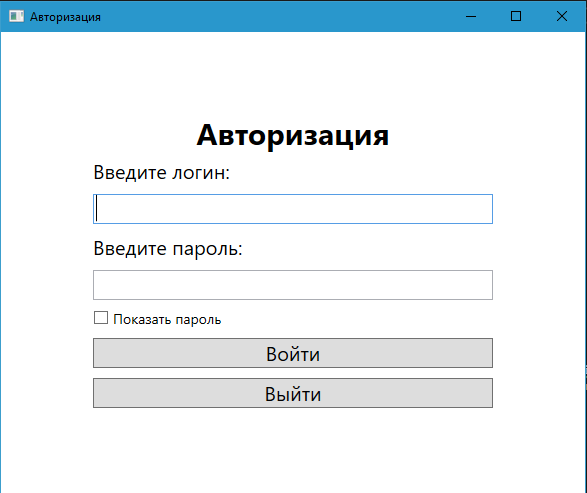 Авторизация
Авторизация
Введите логин:
Введите пароль:
Показать пароль
Войти
Выйти